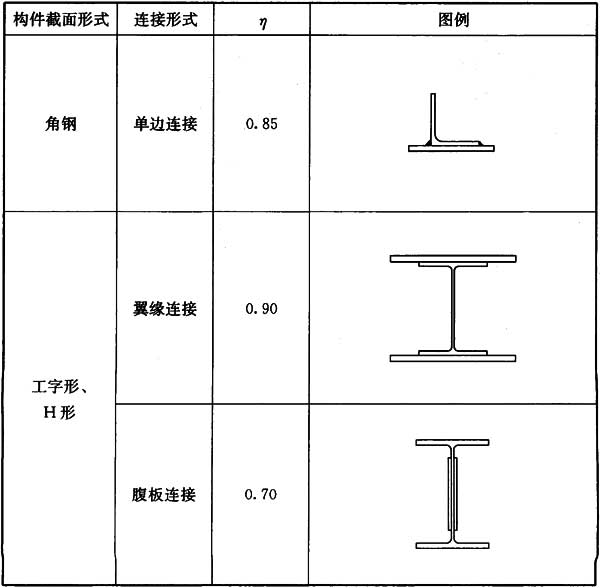 构件截面形式 连接形式 η 图例
角钢 单边连接 0.85
工字形、
H形
翼缘连接 0.90
腹板连接 0.70